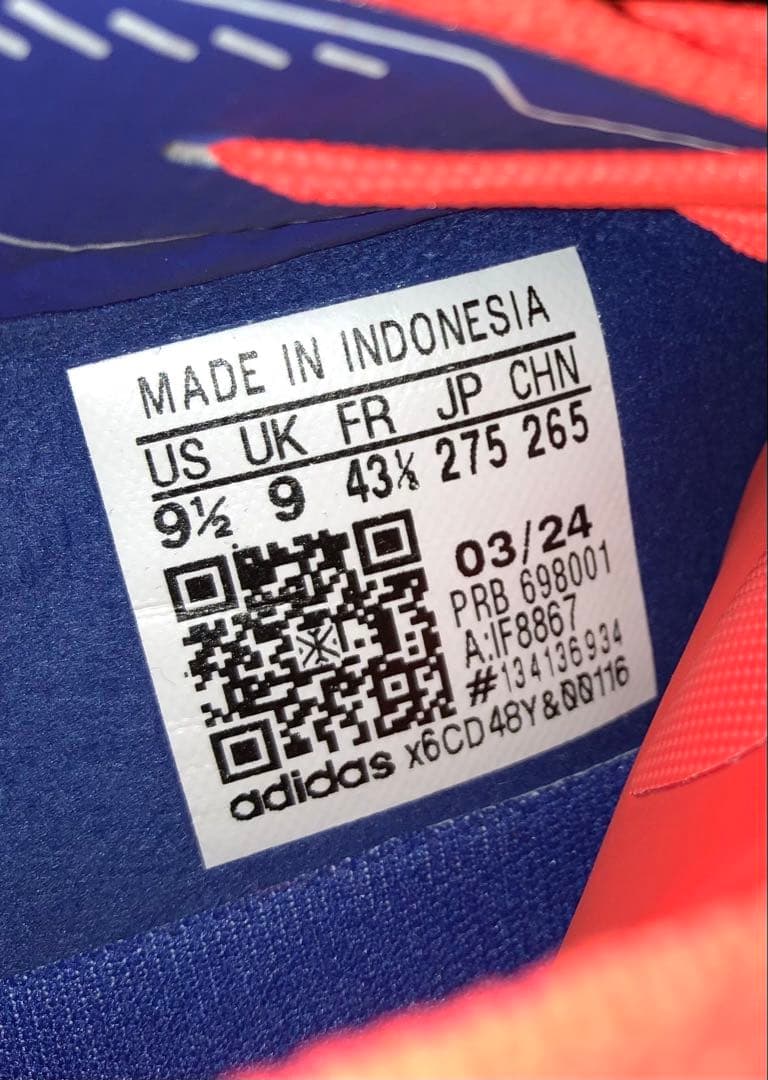 MADE IN INDONESIA
US UK FR JP CHN
9½ 9 43⅓ 275 265
03/24
PRB 698001
A:IF8867
#134136934
adidas x6CD48Y&00116